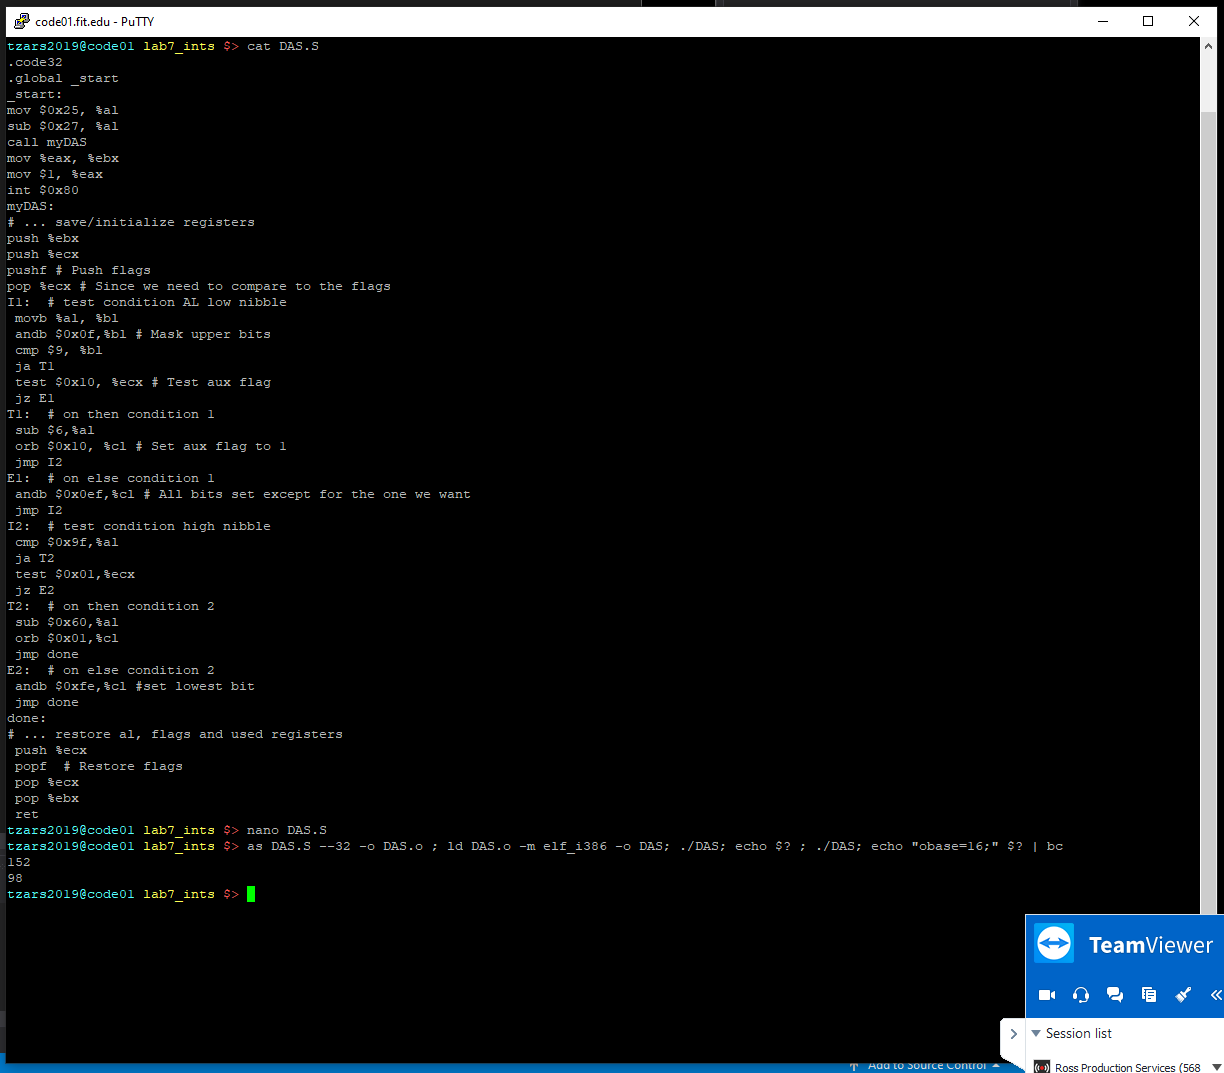 code01.fit.edu - PuTTY
tzars2019@code01 lab7_ints $> cat DAS.S
.code32
.global _start
_start:
mov $0x25, %al
sub $0x27, %al
call myDAS
mov %eax, %ebx
mov $1, %eax
int $0x80
myDAS:
# ... save/initialize registers
push %ebx
push %ecx
pushf # Push flags
pop %ecx # Since we need to compare to the flags
I1:  # test condition AL low nibble
 movb %al, %bl
 andb $0x0f,%bl # Mask upper bits
 cmp $9, %bl
 ja T1
 test $0x10, %ecx # Test aux flag
 jz E1
T1:  # on then condition 1
 sub $6,%al
 orb $0x10, %cl # Set aux flag to 1
 jmp I2
E1:  # on else condition 1
 andb $0x0ef,%cl # All bits set except for the one we want
 jmp I2
I2:  # test condition high nibble
 cmp $0x9f,%al
 ja T2
 test $0x01,%ecx
 jz E2
T2:  # on then condition 2
 sub $0x60,%al
 orb $0x01,%cl
 jmp done
E2:  # on else condition 2
 andb $0xfe,%cl #set lowest bit
 jmp done
done:
# ... restore al, flags and used registers
 push %ecx
 popf  # Restore flags
 pop %ecx
 pop %ebx
 ret
tzars2019@code01 lab7_ints $> nano DAS.S
tzars2019@code01 lab7_ints $> as DAS.S --32 -o DAS.o ; ld DAS.o -m elf_i386 -o DAS; ./DAS; echo $? ; ./DAS; echo "obase=16;" $? | bc
152
98
tzars2019@code01 lab7_ints $>
TeamViewer
Session list
Ross Production Services (568
Add to Source Control